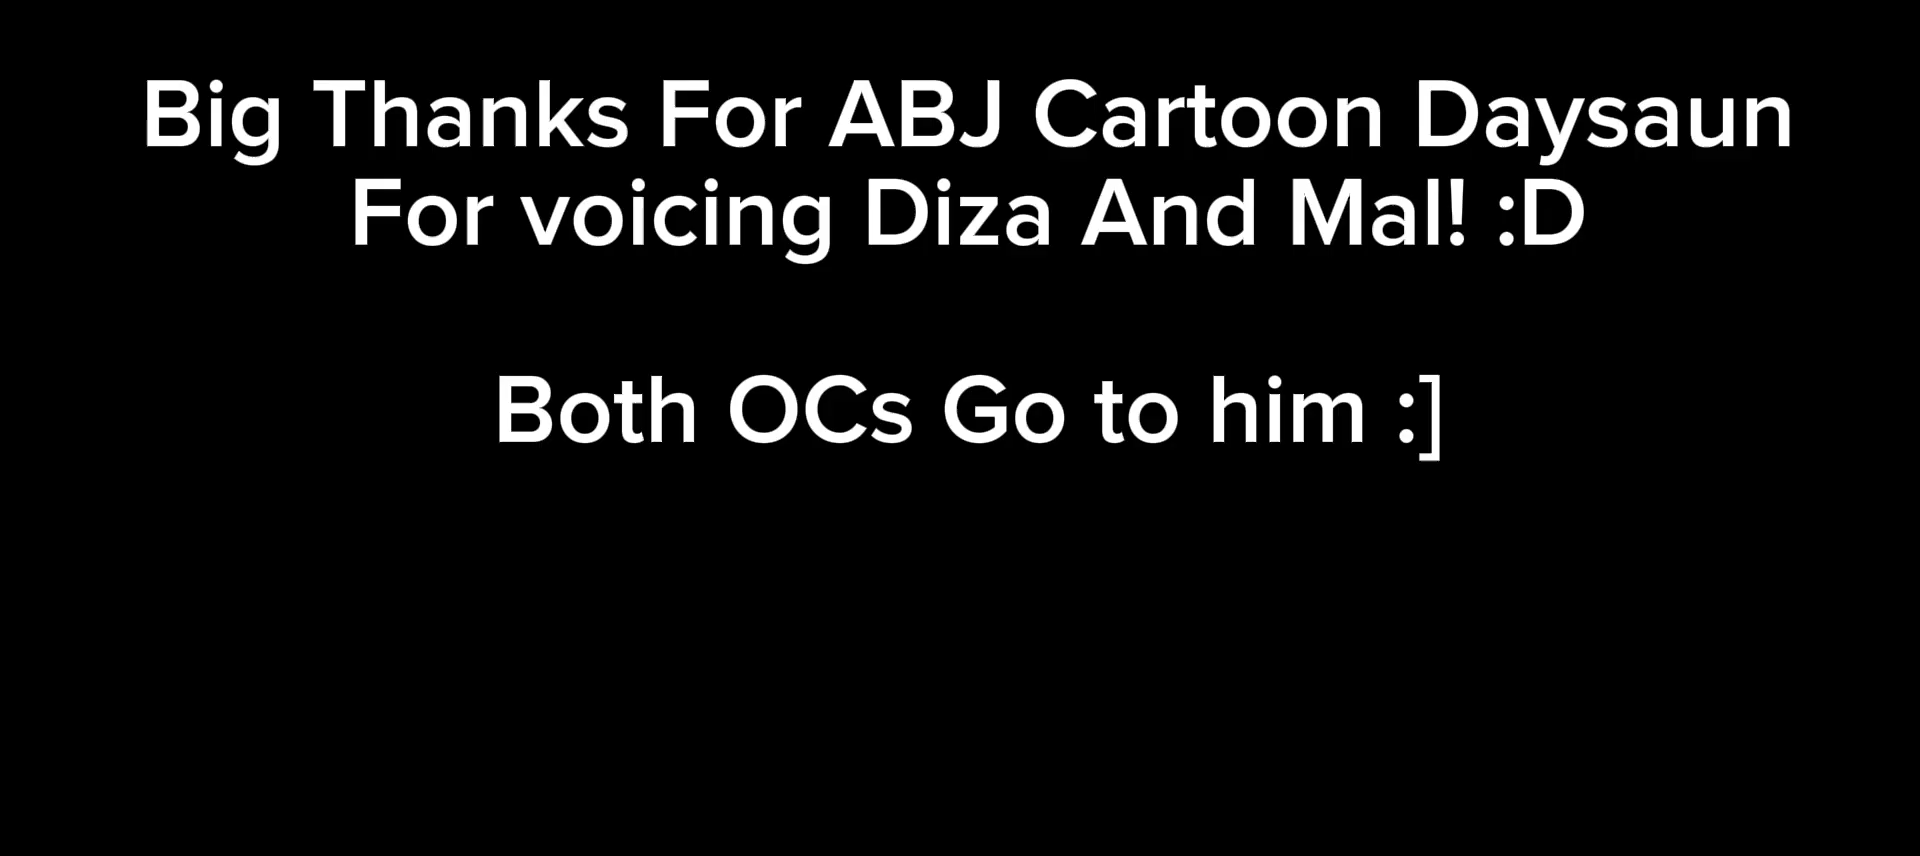 Big Thanks For ABJ Cartoon Daysaun
For voicing Diza And Mal! :D
Both OCs Go to him :]